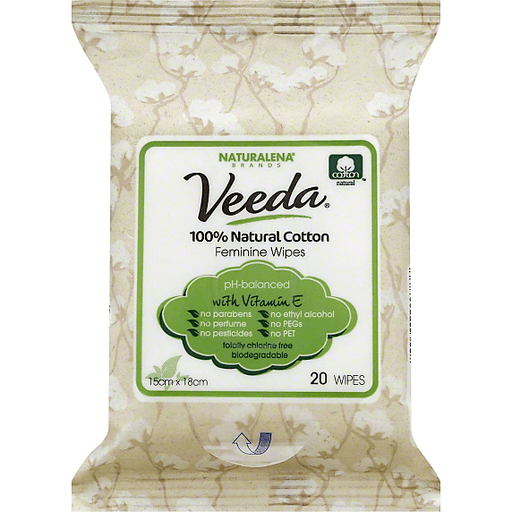 NATURALENA®
BRANDS
Veeda®
cotton™
natural
100% Natural Cotton
Feminine Wipes
pH-balanced
with Vitamin E
no parabens no ethyl alcohol
no perfume no PEGs
no pesticides no PET
totally chlorine free
biodegradable
15cm x 18cm
20 WIPES